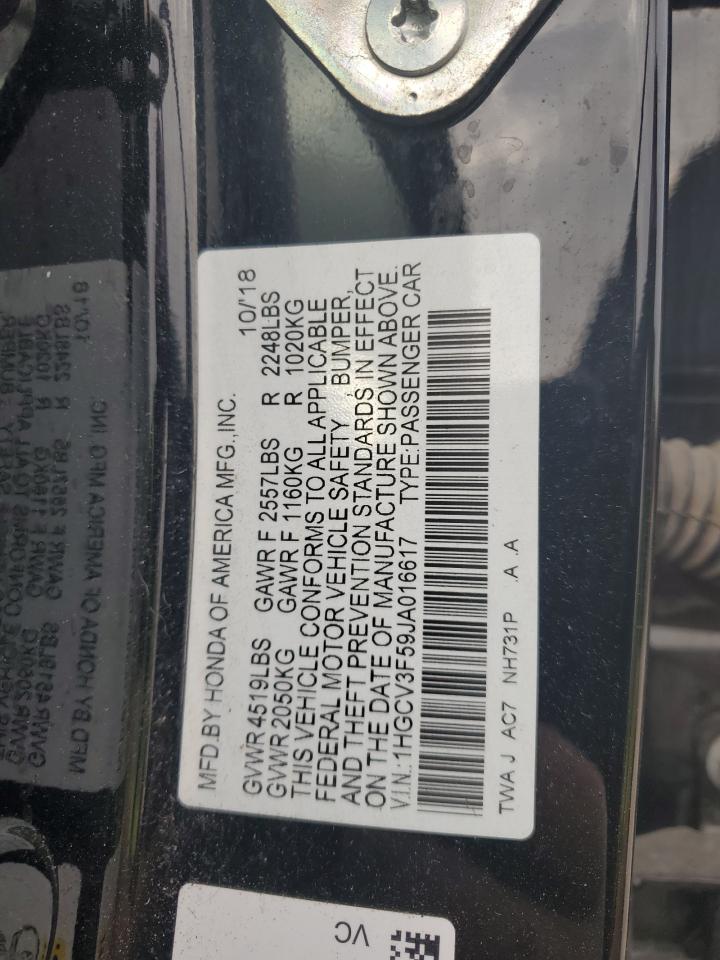 MFD.BY HONDA OF AMERICA MFG.,INC. 10/'18
GVWR 4519LBS GAWR F 2557LBS R 2248LBS
GVWR 2050KG GAWR F 1160KG R 1020KG
THIS VEHICLE CONFORMS TO ALL APPLICABLE
FEDERAL MOTOR VEHICLE SAFETY, BUMPER,
AND THEFT PREVENTION STANDARDS IN EFFECT
ON THE DATE OF MANUFACTURE SHOWN ABOVE.
V.I.N.:1HGCV3F59JA016617 TYPE:PASSENGER CAR
TWA J AC7 NH731P .A .A
VC